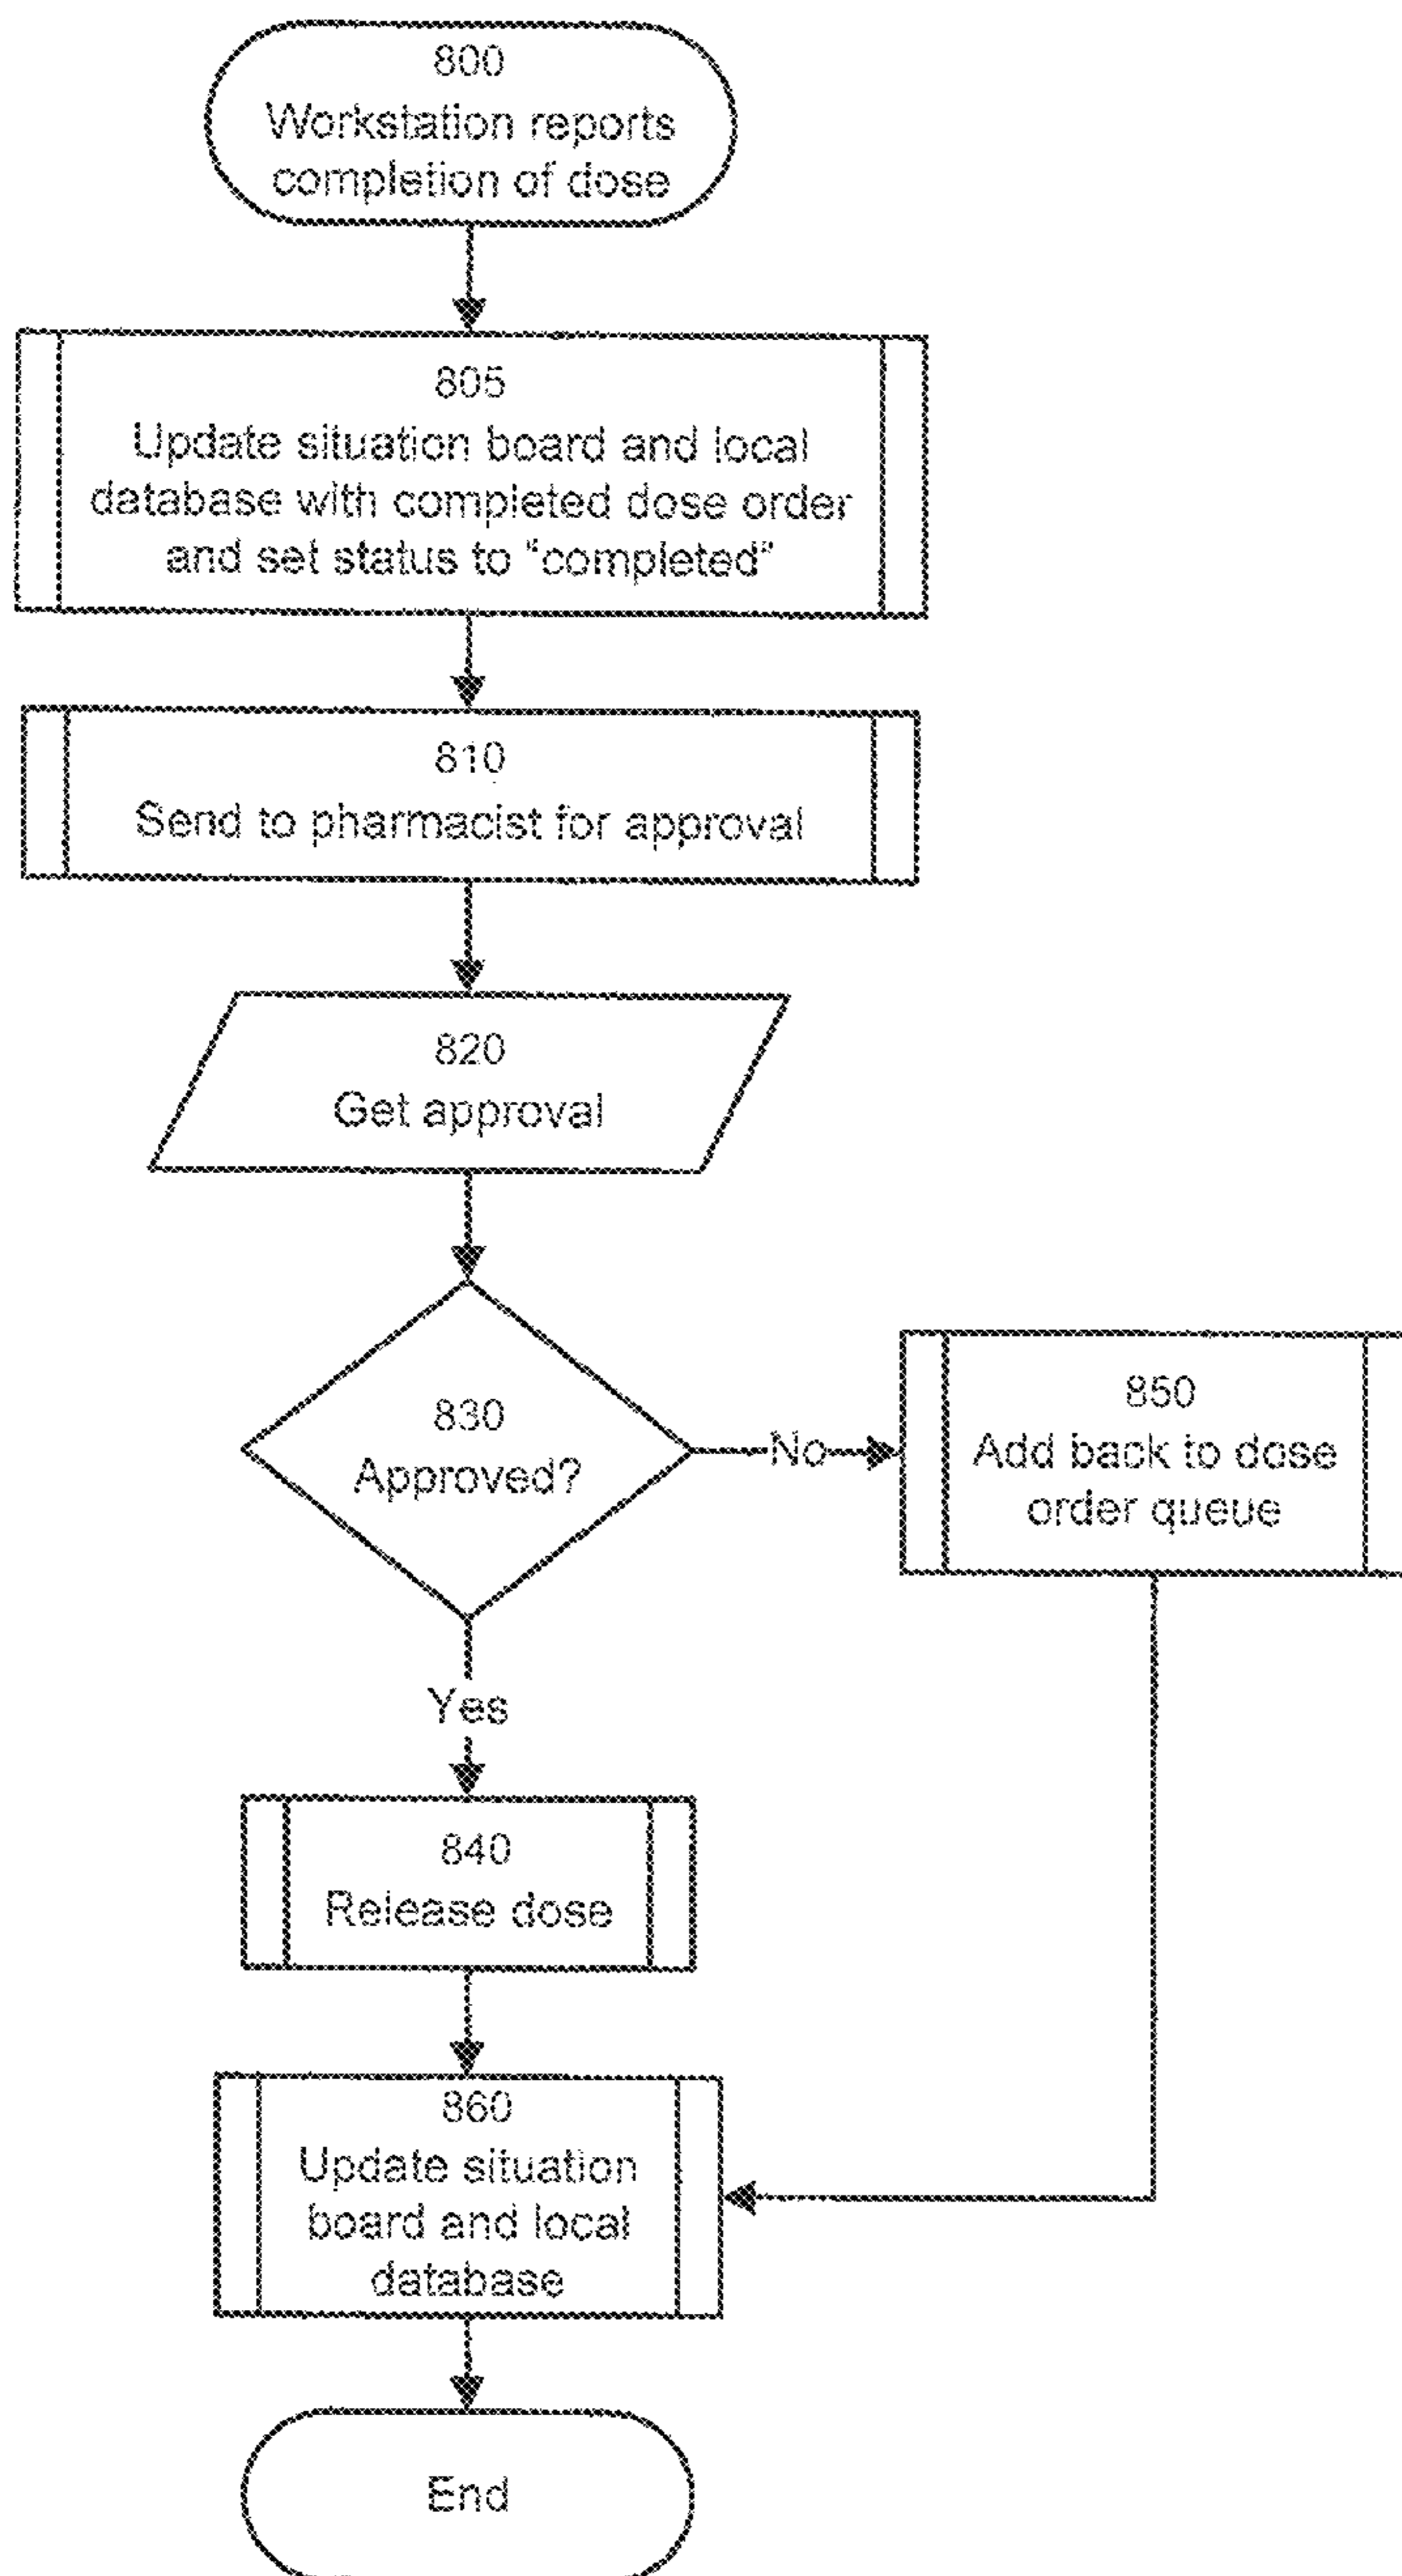 800
Workstation reports
completion of dose
805
Update situation board and local
database with completed dose order
and set status to "completed"
810
Send to pharmacist for approval
820
Get approval
830
Approved?
No
850
Add back to dose
order queue
Yes
840
Release dose
860
Update situation
board and local
database
End